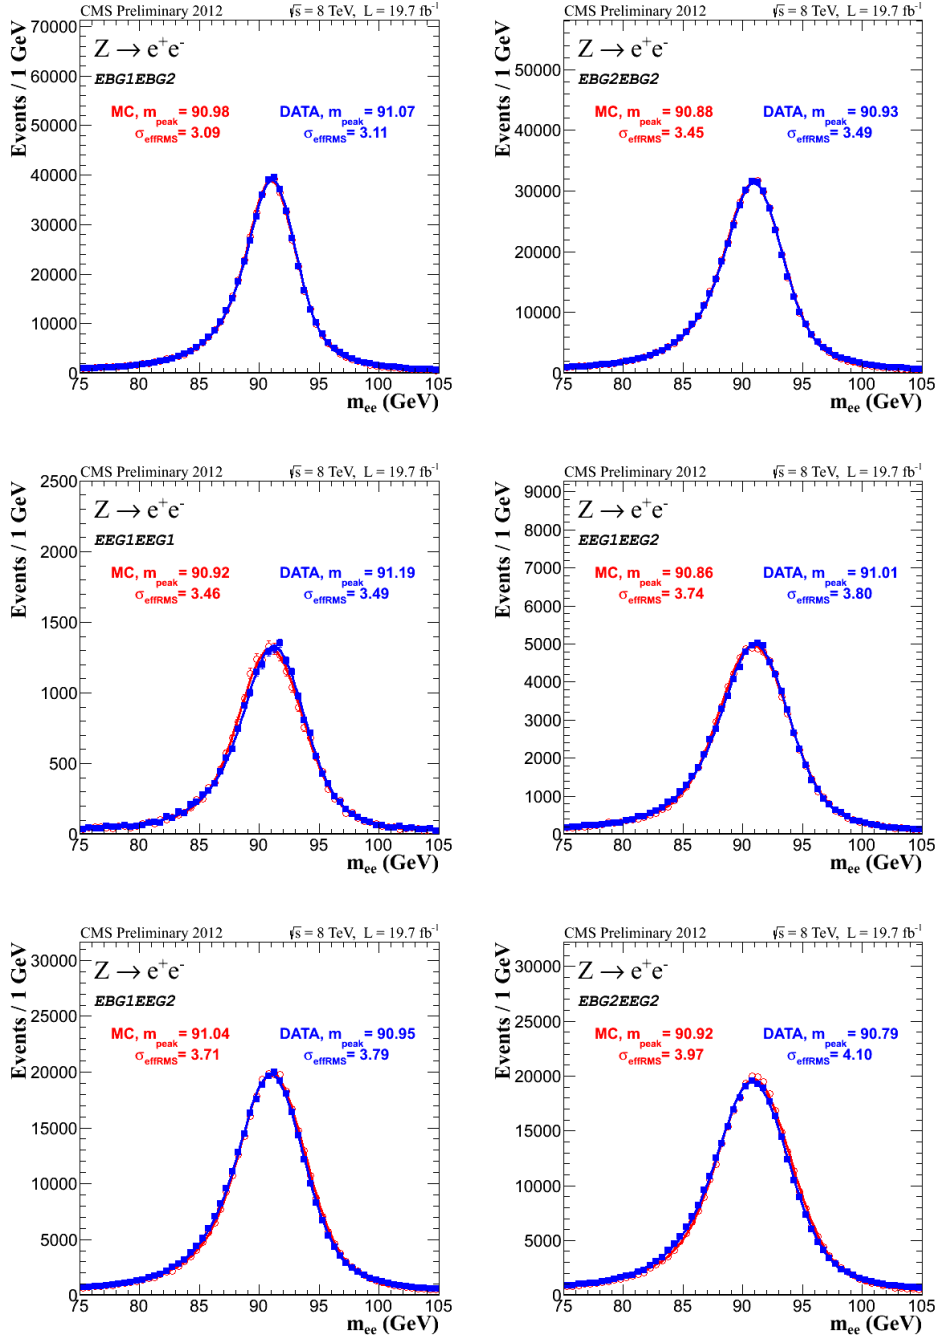 CMS Preliminary 2012 √s = 8 TeV, L = 19.7 fb⁻¹
Events / 1 GeV
70000
60000
50000
40000
30000
20000
10000
0
Z → e⁺e⁻
EBG1EBG2
MC, m_peak = 90.98 DATA, m_peak = 91.07
σ_effRMS = 3.09 σ_effRMS = 3.11
75 80 85 90 95 100 105
m_ee (GeV)
CMS Preliminary 2012 √s = 8 TeV, L = 19.7 fb⁻¹
Events / 1 GeV
50000
40000
30000
20000
10000
0
Z → e⁺e⁻
EBG2EBG2
MC, m_peak = 90.88 DATA, m_peak = 90.93
σ_effRMS = 3.45 σ_effRMS = 3.49
75 80 85 90 95 100 105
m_ee (GeV)
CMS Preliminary 2012 √s = 8 TeV, L = 19.7 fb⁻¹
Events / 1 GeV
2500
2000
1500
1000
500
0
Z → e⁺e⁻
EEG1EEG1
MC, m_peak = 90.92 DATA, m_peak = 91.19
σ_effRMS = 3.46 σ_effRMS = 3.49
75 80 85 90 95 100 105
m_ee (GeV)
CMS Preliminary 2012 √s = 8 TeV, L = 19.7 fb⁻¹
Events / 1 GeV
9000
8000
7000
6000
5000
4000
3000
2000
1000
0
Z → e⁺e⁻
EEG1EEG2
MC, m_peak = 90.86 DATA, m_peak = 91.01
σ_effRMS = 3.74 σ_effRMS = 3.80
75 80 85 90 95 100 105
m_ee (GeV)
CMS Preliminary 2012 √s = 8 TeV, L = 19.7 fb⁻¹
Events / 1 GeV
30000
25000
20000
15000
10000
5000
0
Z → e⁺e⁻
EBG1EEG2
MC, m_peak = 91.04 DATA, m_peak = 90.95
σ_effRMS = 3.71 σ_effRMS = 3.79
75 80 85 90 95 100 105
m_ee (GeV)
CMS Preliminary 2012 √s = 8 TeV, L = 19.7 fb⁻¹
Events / 1 GeV
30000
25000
20000
15000
10000
5000
0
Z → e⁺e⁻
EBG2EEG2
MC, m_peak = 90.92 DATA, m_peak = 90.79
σ_effRMS = 3.97 σ_effRMS = 4.10
75 80 85 90 95 100 105
m_ee (GeV)